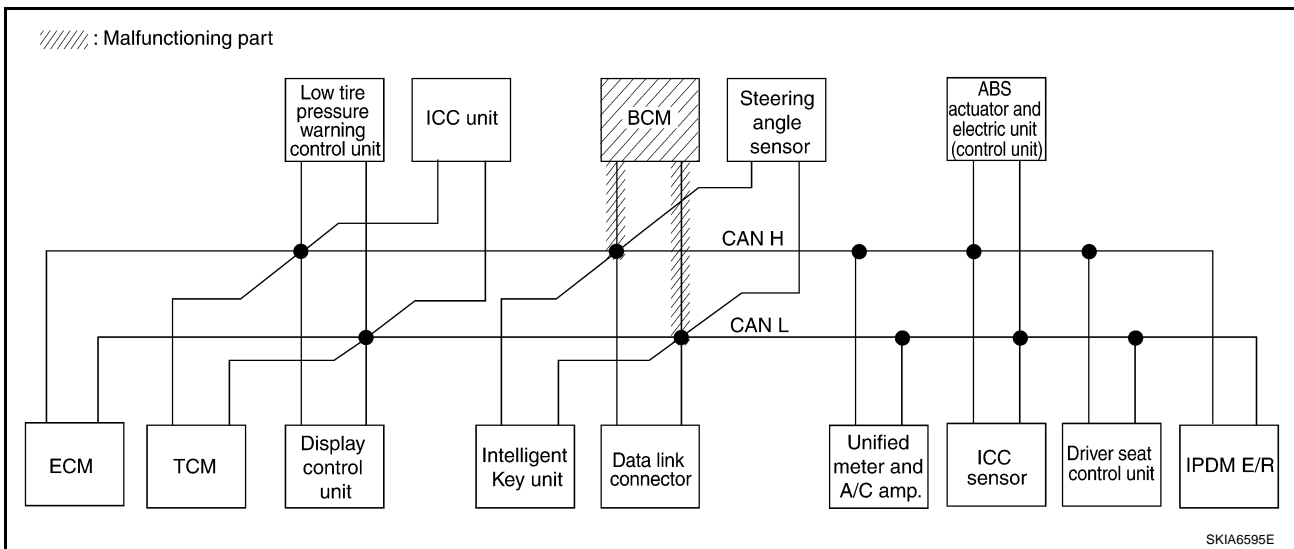 : Malfunctioning part
Low tire
pressure
warning
control unit
ICC unit
BCM
Steering
angle
sensor
ABS
actuator and
electric unit
(control unit)
CAN H
CAN L
ECM
TCM
Display
control
unit
Intelligent
Key unit
Data link
connector
Unified
meter and
A/C amp.
ICC
sensor
Driver seat
control unit
IPDM E/R
SKIA6595E